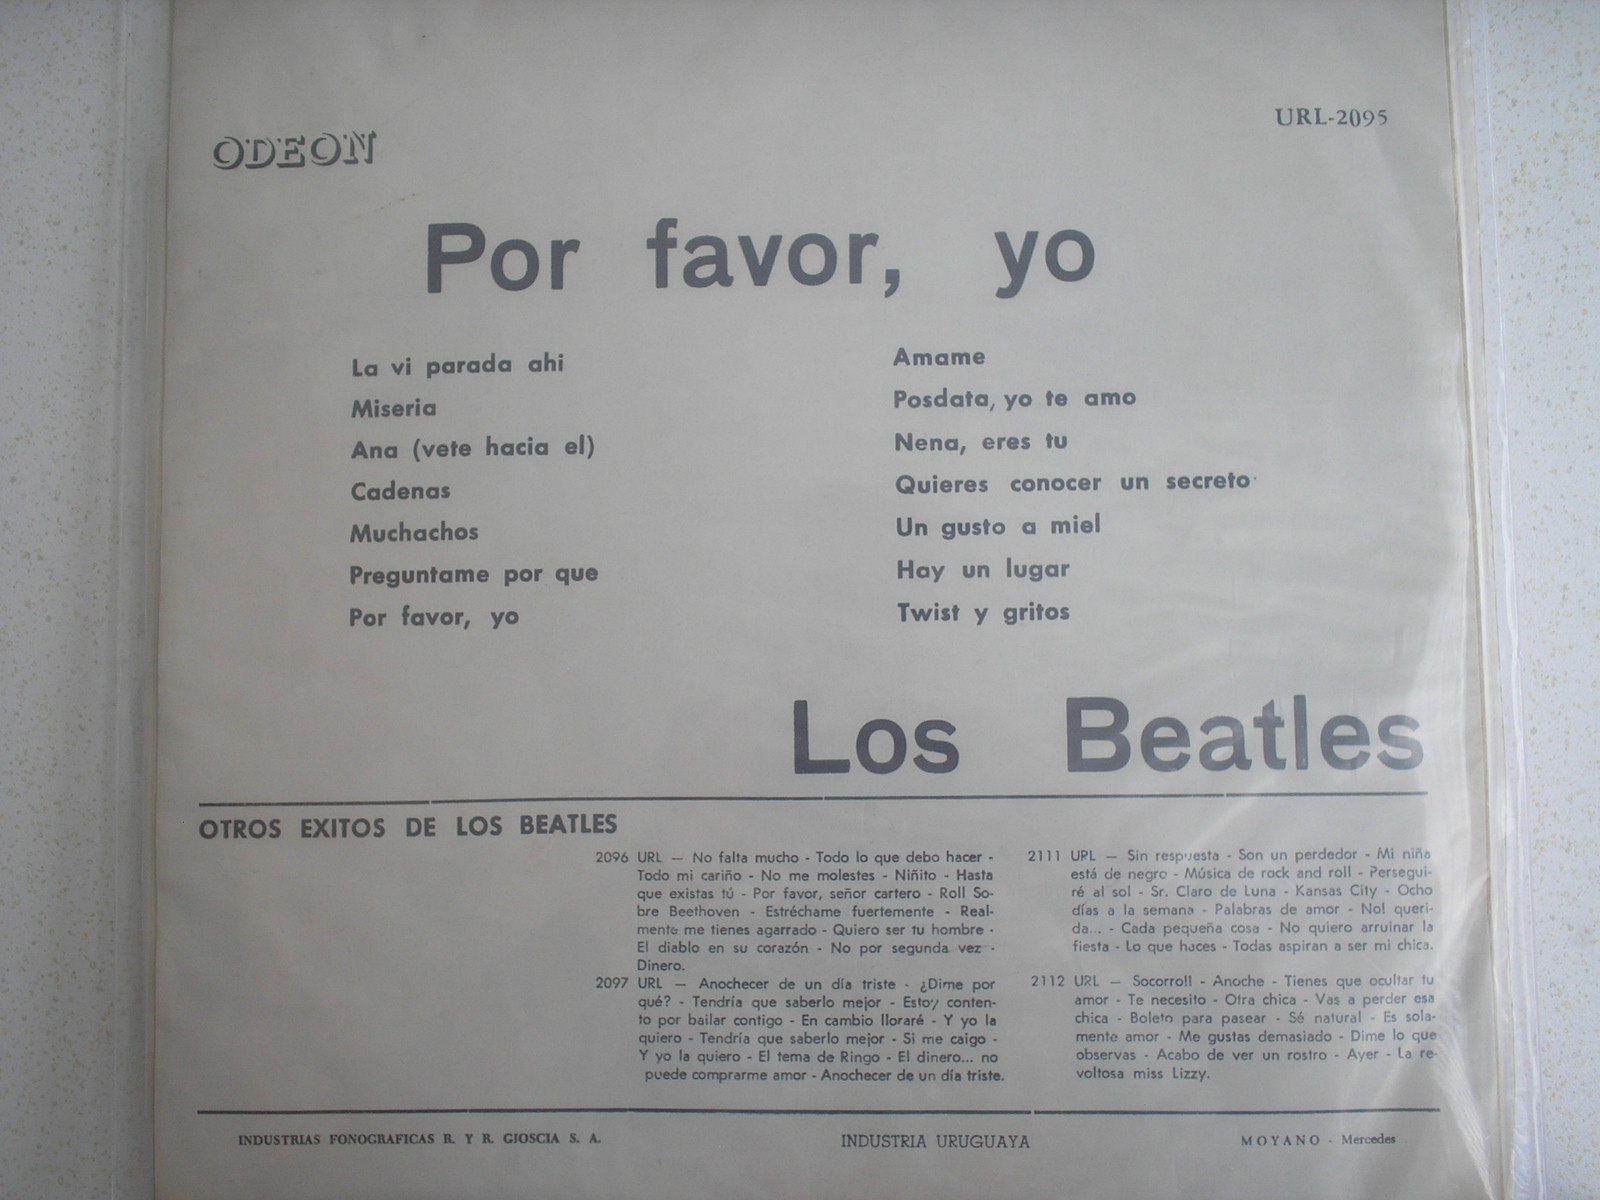 ODEON
URL-2095
Por favor, yo
La vi parada ahi
Miseria
Ana (vete hacia el)
Cadenas
Muchachos
Preguntame por que
Por favor, yo
Amame
Posdata, yo te amo
Nena, eres tu
Quieres conocer un secreto
Un gusto a miel
Hay un lugar
Twist y gritos
Los Beatles
OTROS EXITOS DE LOS BEATLES
2096 URL — No falta mucho - Todo lo que debo hacer -
Todo mi cariño - No me molestes - Niñito - Hasta
que existas tú - Por favor, señor cartero - Roll So-
bre Beethoven - Estréchame fuertemente - Real-
mente me tienes agarrado - Quiero ser tu hombre -
El diablo en su corazón - No por segunda vez -
Dinero.
2097 URL — Anochecer de un día triste - ¿Dime por
qué? - Tendría que saberlo mejor - Estoy conten-
to por bailar contigo - En cambio lloraré - Y yo la
quiero - Tendría que saberlo mejor - Si me caigo -
Y yo la quiero - El tema de Ringo - El dinero... no
puede comprarme amor - Anochecer de un día triste.
2111 URL — Sin respuesta - Son un perdedor - Mi niña
está de negro - Música de rock and roll - Persegui-
ré al sol - Sr. Claro de Luna - Kansas City - Ocho
días a la semana - Palabras de amor - No! queri-
da... - Cada pequeña cosa - No quiero arruinar la
fiesta - Lo que haces - Todas aspiran a ser mi chica.
2112 URL — Socorro!! - Anoche - Tienes que ocultar tu
amor - Te necesito - Otra chica - Vas a perder esa
chica - Boleto para pasear - Sé natural - Es sola-
mente amor - Me gustas demasiado - Dime lo que
observas - Acabo de ver un rostro - Ayer - La re-
voltosa miss Lizzy.
INDUSTRIAS FONOGRAFICAS R. Y R. GIOSCIA S. A.
INDUSTRIA URUGUAYA
MOYANO - Mercedes